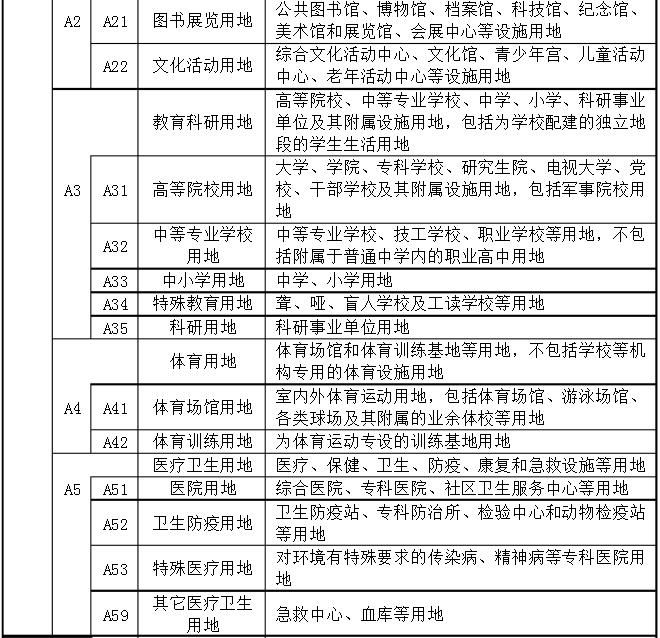 A2 A21 图书展览用地 公共图书馆、博物馆、档案馆、科技馆、纪念馆、
美术馆和展览馆、会展中心等设施用地
A22 文化活动用地 综合文化活动中心、文化馆、青少年宫、儿童活动
中心、老年活动中心等设施用地
教育科研用地 高等院校、中等专业学校、中学、小学、科研事业
单位及其附属设施用地，包括为学校配建的独立地
段的学生生活用地
A3 A31 高等院校用地 大学、学院、专科学校、研究生院、电视大学、党
校、干部学校及其附属设施用地，包括军事院校用
地
A32 中等专业学校
用地 中等专业学校、技工学校、职业学校等用地，不包
括附属于普通中学内的职业高中用地
A33 中小学用地 中学、小学用地
A34 特殊教育用地 聋、哑、盲人学校及工读学校等用地
A35 科研用地 科研事业单位用地
体育用地 体育场馆和体育训练基地等用地，不包括学校等机
构专用的体育设施用地
A4 A41 体育场馆用地 室内外体育运动用地，包括体育场馆、游泳场馆、
各类球场及其附属的业余体校等用地
A42 体育训练用地 为体育运动专设的训练基地用地
医疗卫生用地 医疗、保健、卫生、防疫、康复和急救设施等用地
A5 A51 医院用地 综合医院、专科医院、社区卫生服务中心等用地
A52 卫生防疫用地 卫生防疫站、专科防治所、检验中心和动物检疫站
等用地
A53 特殊医疗用地 对环境有特殊要求的传染病、精神病等专科医院用
地
A59 其它医疗卫生
用地 急救中心、血库等用地